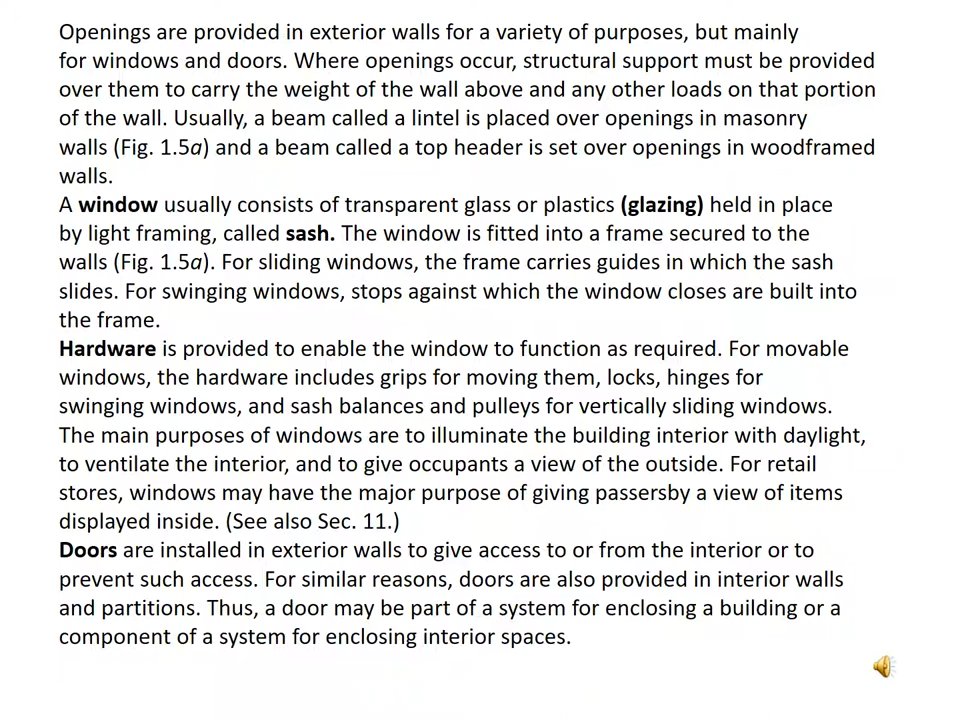 Openings are provided in exterior walls for a variety of purposes, but mainly
for windows and doors. Where openings occur, structural support must be provided
over them to carry the weight of the wall above and any other loads on that portion
of the wall. Usually, a beam called a lintel is placed over openings in masonry
walls (Fig. 1.5a) and a beam called a top header is set over openings in woodframed
walls.
A window usually consists of transparent glass or plastics (glazing) held in place
by light framing, called sash. The window is fitted into a frame secured to the
walls (Fig. 1.5a). For sliding windows, the frame carries guides in which the sash
slides. For swinging windows, stops against which the window closes are built into
the frame.
Hardware is provided to enable the window to function as required. For movable
windows, the hardware includes grips for moving them, locks, hinges for
swinging windows, and sash balances and pulleys for vertically sliding windows.
The main purposes of windows are to illuminate the building interior with daylight,
to ventilate the interior, and to give occupants a view of the outside. For retail
stores, windows may have the major purpose of giving passersby a view of items
displayed inside. (See also Sec. 11.)
Doors are installed in exterior walls to give access to or from the interior or to
prevent such access. For similar reasons, doors are also provided in interior walls
and partitions. Thus, a door may be part of a system for enclosing a building or a
component of a system for enclosing interior spaces.